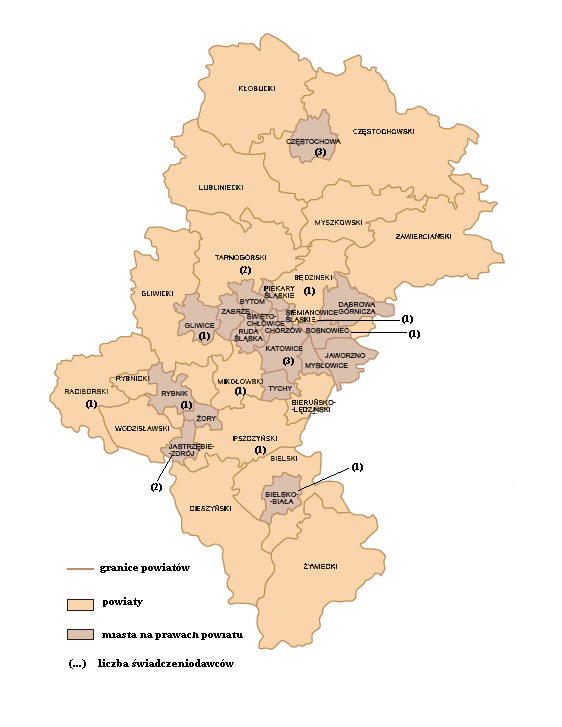 KŁOBUCKI
CZĘSTOCHOWSKI
CZĘSTOCHOWA
(3)
LUBLINIECKI
MYSZKOWSKI
ZAWIERCIAŃSKI
TARNOGÓRSKI
(2)
BĘDZIŃSKI
(1)
GLIWICKI
PIEKARY
ŚLĄSKIE
BYTOM
DĄBROWA
GÓRNICZA
ZABRZE
ŚWIĘTO-
CHŁOWICE
SIEMIANOWICE
ŚLĄSKIE
(1)
GLIWICE
(1)
RUDA
ŚLĄSKA
CHORZÓW
SOSNOWIEC
(1)
KATOWICE
(3)
JAWORZNO
MYSŁOWICE
RYBNICKI
MIKOŁOWSKI
(1)
TYCHY
RACIBORSKI
(1)
RYBNIK
(1)
BIERUŃSKO-
-LĘDZIŃSKI
ŻORY
WODZISŁAWSKI
PSZCZYŃSKI
(1)
JASTRZĘBIE-
-ZDRÓJ
(2)
BIELSKI
(1)
BIELSKO-
-BIAŁA
CIESZYŃSKI
ŻYWIECKI
granice powiatów
powiaty
miasta na prawach powiatu
(...) liczba świadczeniodawców